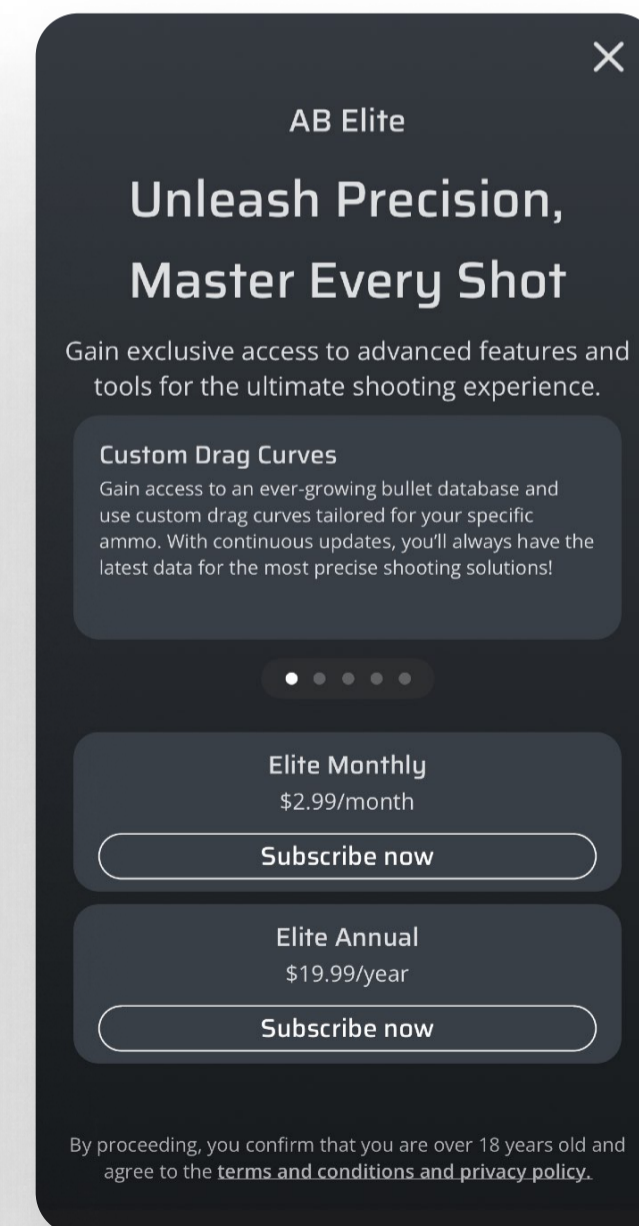 AB Elite
Unleash Precision,
Master Every Shot
Gain exclusive access to advanced features and
tools for the ultimate shooting experience.
Custom Drag Curves
Gain access to an ever-growing bullet database and
use custom drag curves tailored for your specific
ammo. With continuous updates, you’ll always have the
latest data for the most precise shooting solutions!
Elite Monthly
$2.99/month
Subscribe now
Elite Annual
$19.99/year
Subscribe now
By proceeding, you confirm that you are over 18 years old and
agree to the terms and conditions and privacy policy.